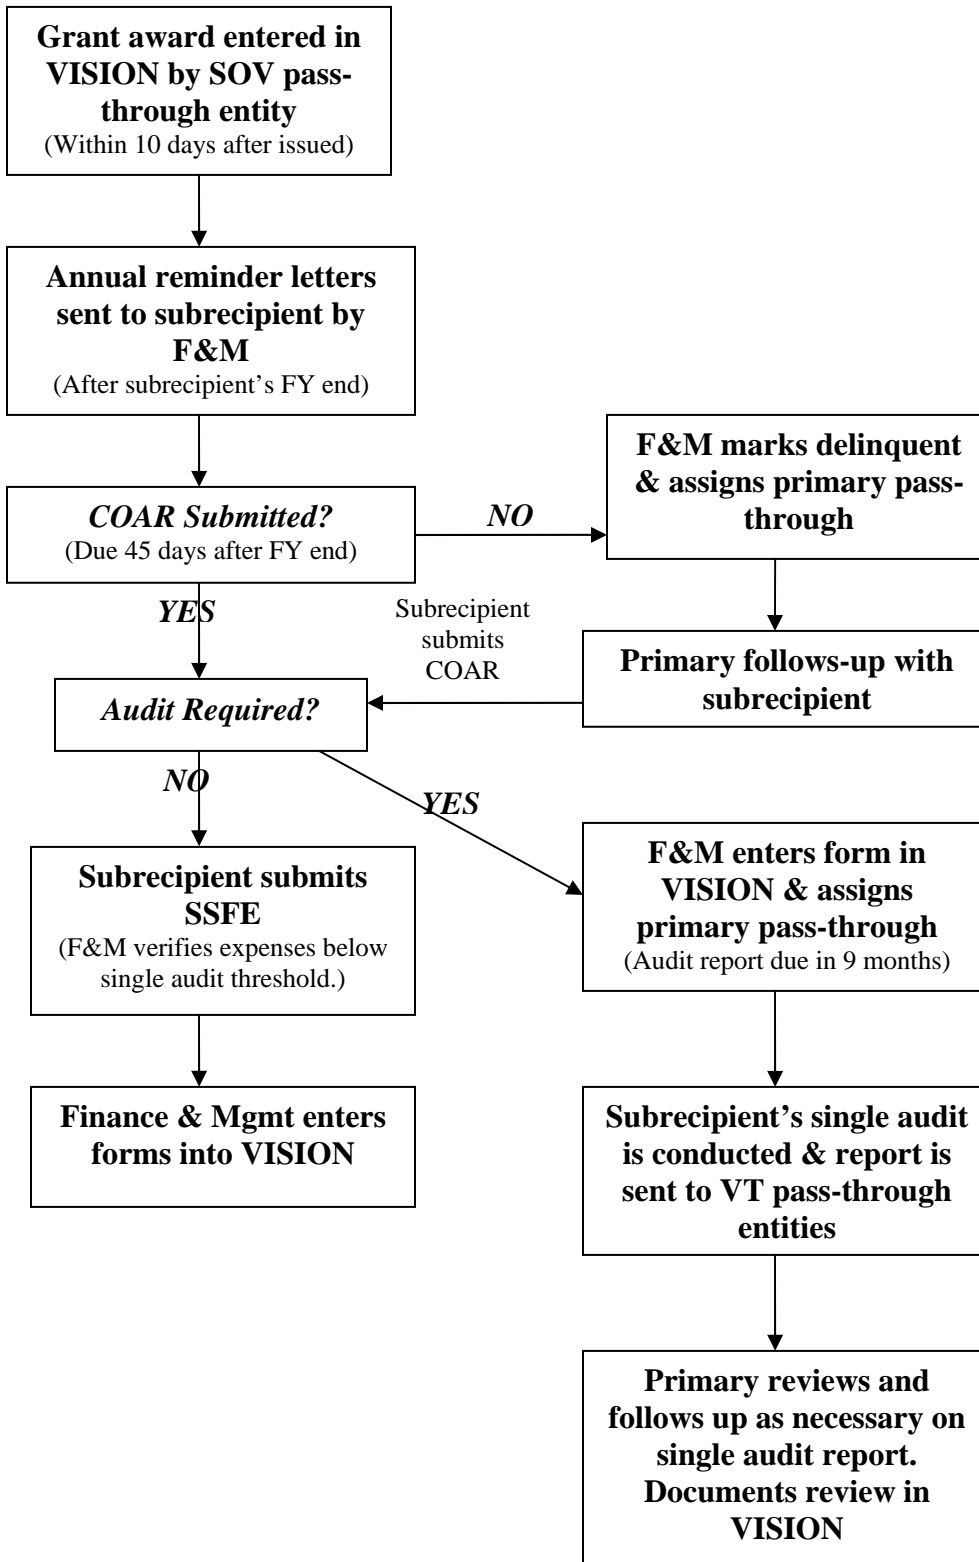 Grant award entered in
VISION by SOV pass-
through entity
(Within 10 days after issued)
Annual reminder letters
sent to subrecipient by
F&M
(After subrecipient's FY end)
COAR Submitted?
(Due 45 days after FY end)
NO
F&M marks delinquent
& assigns primary pass-
through
YES
Subrecipient
submits
COAR
Primary follows-up with
subrecipient
Audit Required?
NO
YES
Subrecipient submits
SSFE
(F&M verifies expenses below
single audit threshold.)
F&M enters form in
VISION & assigns
primary pass-through
(Audit report due in 9 months)
Finance & Mgmt enters
forms into VISION
Subrecipient's single audit
is conducted & report is
sent to VT pass-through
entities
Primary reviews and
follows up as necessary on
single audit report.
Documents review in
VISION